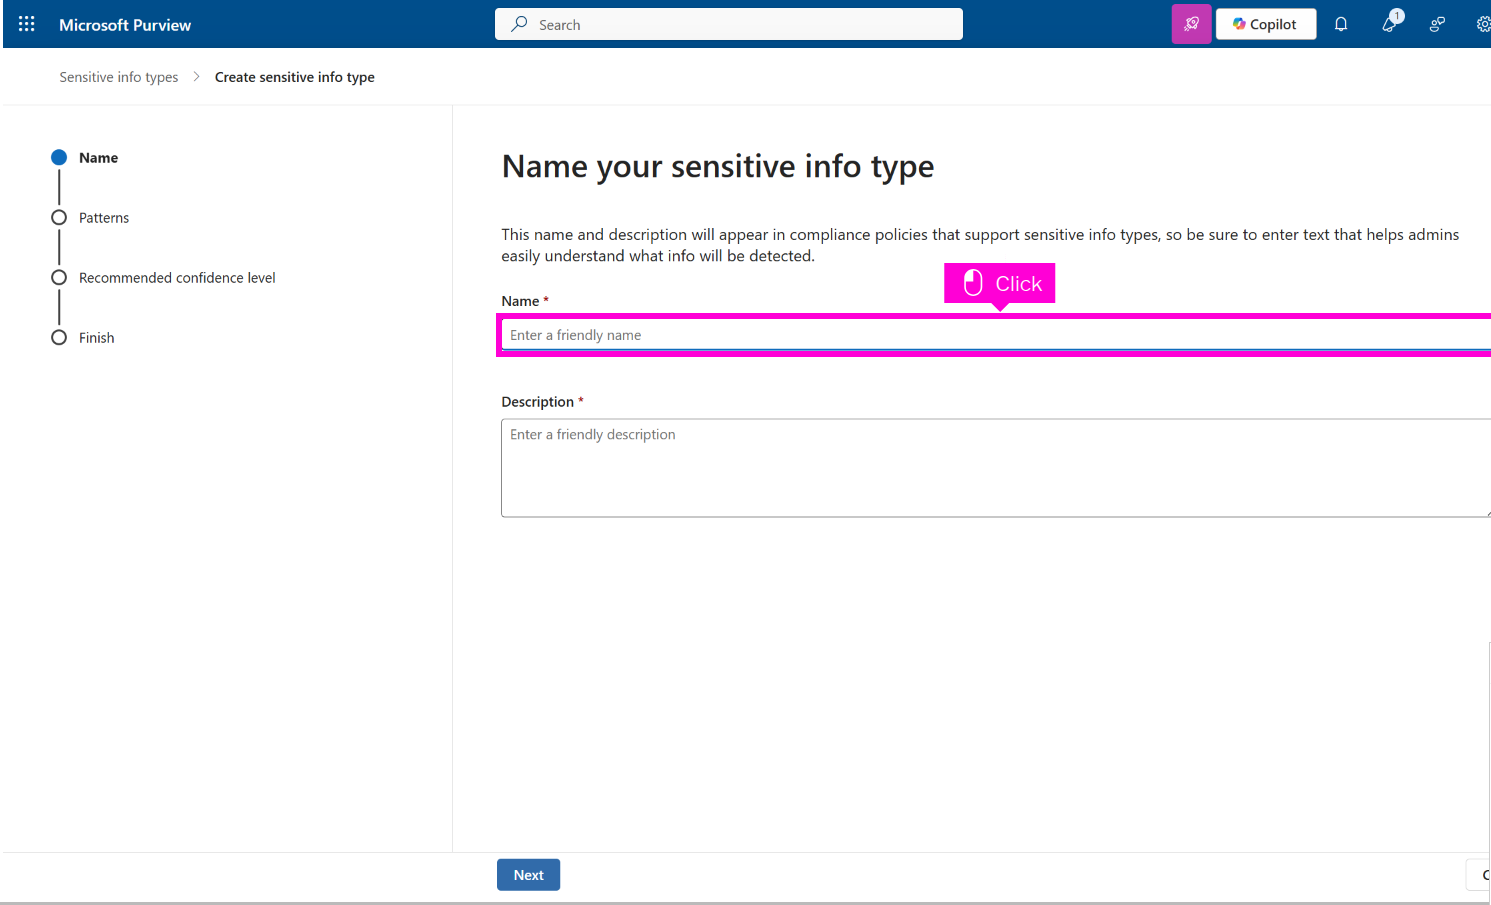 Microsoft Purview
Search
Copilot
1
Sensitive info types > Create sensitive info type
Name
Patterns
Recommended confidence level
Finish
Name your sensitive info type
This name and description will appear in compliance policies that support sensitive info types, so be sure to enter text that helps admins
easily understand what info will be detected.
Click
Name *
Enter a friendly name
Description *
Enter a friendly description
Next